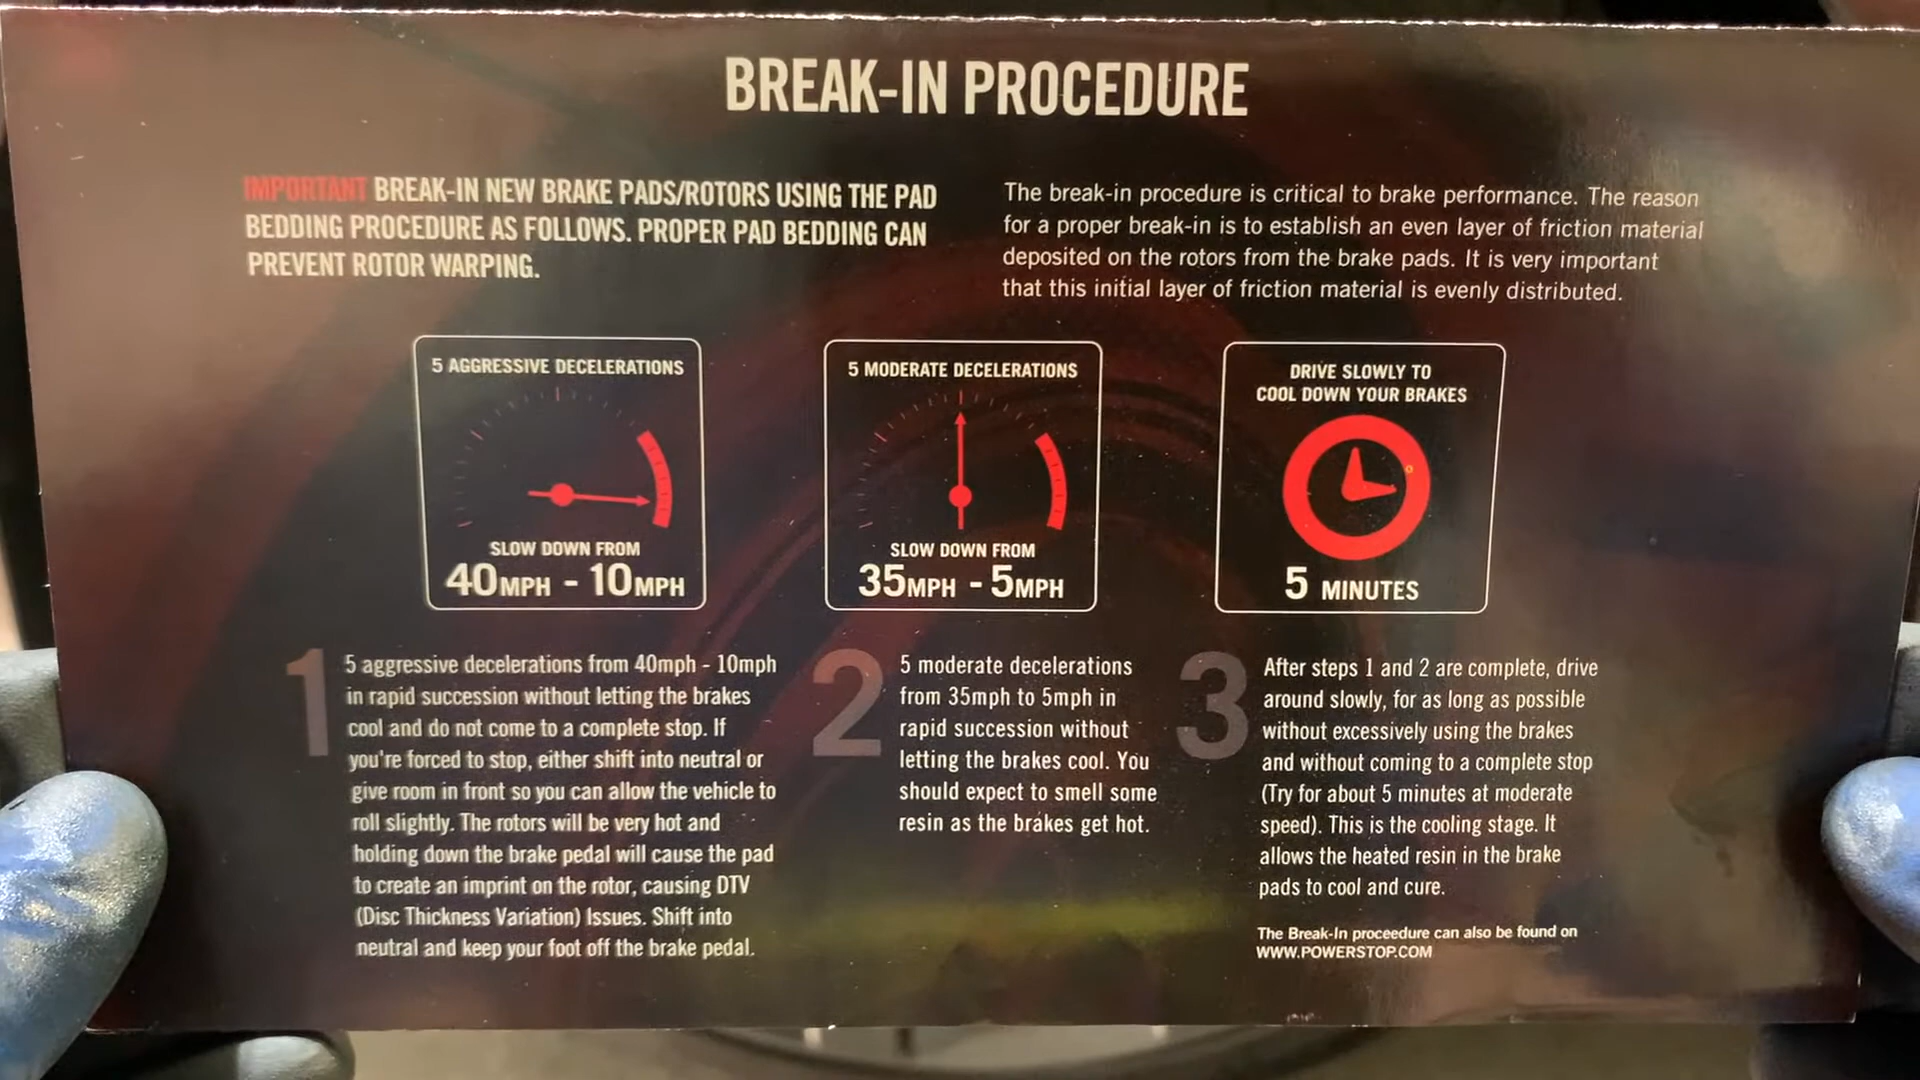 BREAK-IN PROCEDURE
IMPORTANT BREAK-IN NEW BRAKE PADS/ROTORS USING THE PAD
BEDDING PROCEDURE AS FOLLOWS. PROPER PAD BEDDING CAN
PREVENT ROTOR WARPING.
The break-in procedure is critical to brake performance. The reason
for a proper break-in is to establish an even layer of friction material
deposited on the rotors from the brake pads. It is very important
that this initial layer of friction material is evenly distributed.
5 AGGRESSIVE DECELERATIONS
SLOW DOWN FROM
40MPH - 10MPH
5 MODERATE DECELERATIONS
SLOW DOWN FROM
35MPH - 5MPH
DRIVE SLOWLY TO
COOL DOWN YOUR BRAKES
5 MINUTES
1
5 aggressive decelerations from 40mph - 10mph
in rapid succession without letting the brakes
cool and do not come to a complete stop. If
you're forced to stop, either shift into neutral or
give room in front so you can allow the vehicle to
roll slightly. The rotors will be very hot and
holding down the brake pedal will cause the pad
to create an imprint on the rotor, causing DTV
(Disc Thickness Variation) Issues. Shift into
neutral and keep your foot off the brake pedal.
2
5 moderate decelerations
from 35mph to 5mph in
rapid succession without
letting the brakes cool. You
should expect to smell some
resin as the brakes get hot.
3
After steps 1 and 2 are complete, drive
around slowly, for as long as possible
without excessively using the brakes
and without coming to a complete stop
(Try for about 5 minutes at moderate
speed). This is the cooling stage. It
allows the heated resin in the brake
pads to cool and cure.
The Break-In proceedure can also be found on
WWW.POWERSTOP.COM